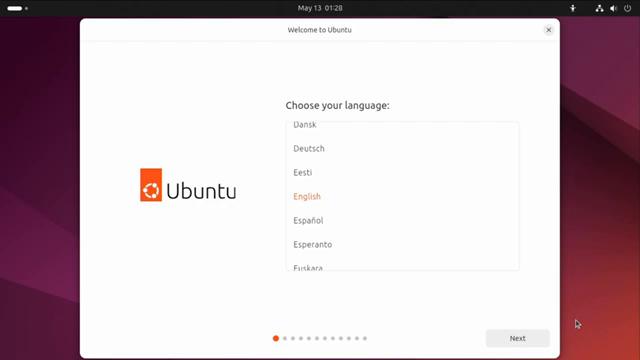 May 13 01:28
Welcome to Ubuntu
Choose your language:
Dansk
Deutsch
Eesti
English
Español
Esperanto
Euskara
Ubuntu
Next